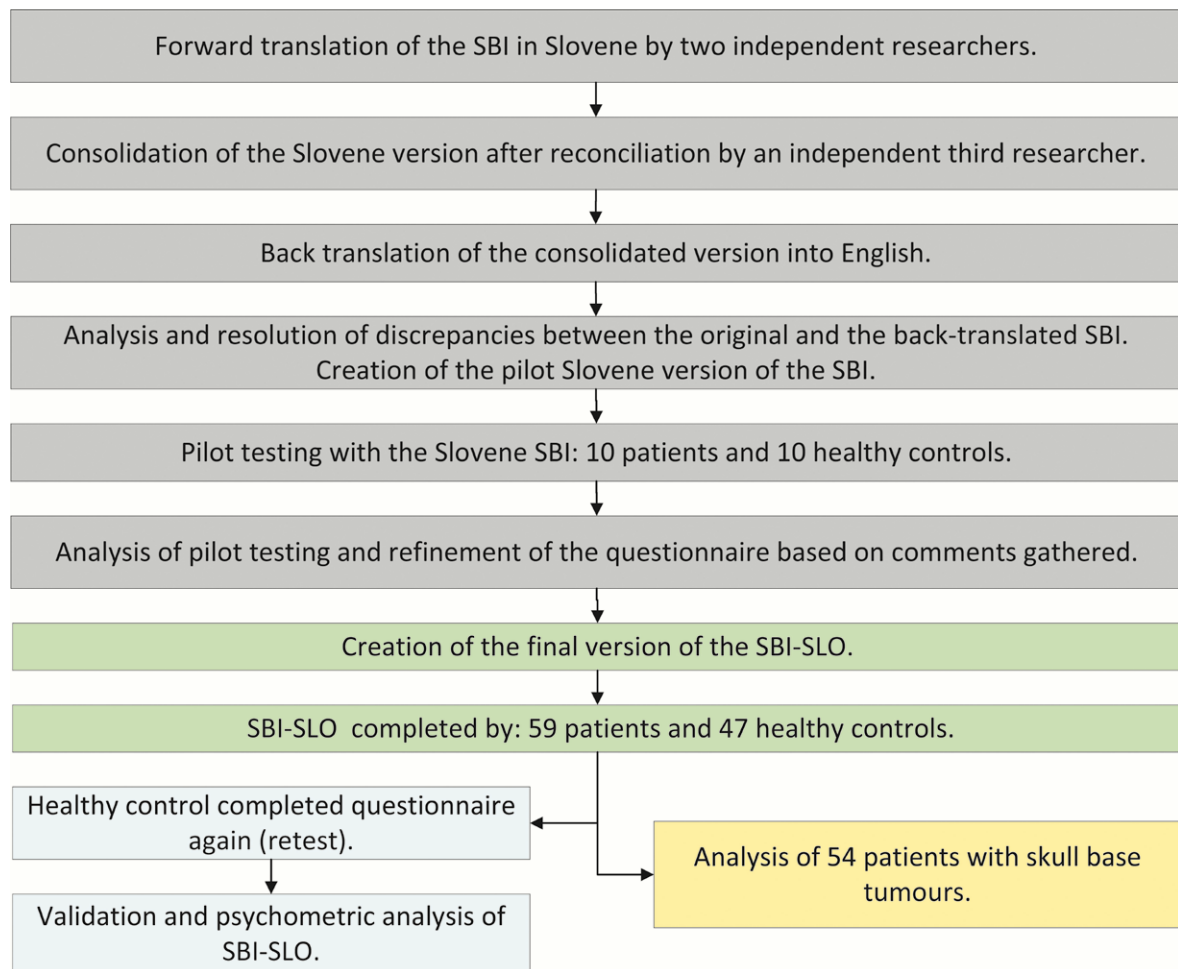 Forward translation of the SBI in Slovene by two independent researchers.
Consolidation of the Slovene version after reconciliation by an independent third researcher.
Back translation of the consolidated version into English.
Analysis and resolution of discrepancies between the original and the back-translated SBI.
Creation of the pilot Slovene version of the SBI.
Pilot testing with the Slovene SBI: 10 patients and 10 healthy controls.
Analysis of pilot testing and refinement of the questionnaire based on comments gathered.
Creation of the final version of the SBI-SLO.
SBI-SLO completed by: 59 patients and 47 healthy controls.
Healthy control completed questionnaire
again (retest).
Validation and psychometric analysis of
SBI-SLO.
Analysis of 54 patients with skull base
tumours.